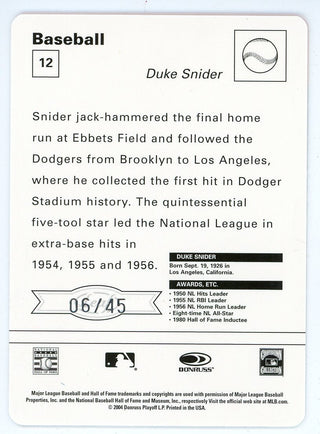 Baseball
12
Duke Snider
Snider jack-hammered the final home
run at Ebbets Field and followed the
Dodgers from Brooklyn to Los Angeles,
where he collected the first hit in Dodger
Stadium history. The quintessential
five-tool star led the National League in
extra-base hits in
1954, 1955 and 1956.
DUKE SNIDER
Born Sept. 19, 1926 in
Los Angeles, California.
AWARDS, ETC.
• 1950 NL Hits Leader
• 1955 NL RBI Leader
• 1956 NL Home Run Leader
• Eight-time NL All-Star
• 1980 Hall of Fame Inductee
06/45
DONRUSS
Major League Baseball and Hall of Fame trademarks and copyrights are used with permission of Major League Baseball
Properties, Inc. and the National Baseball Hall of Fame and Museum, Inc., respectively Visit the official web site at MLB.com.
© 2004 Donruss Playoff L.P. Printed in the USA.